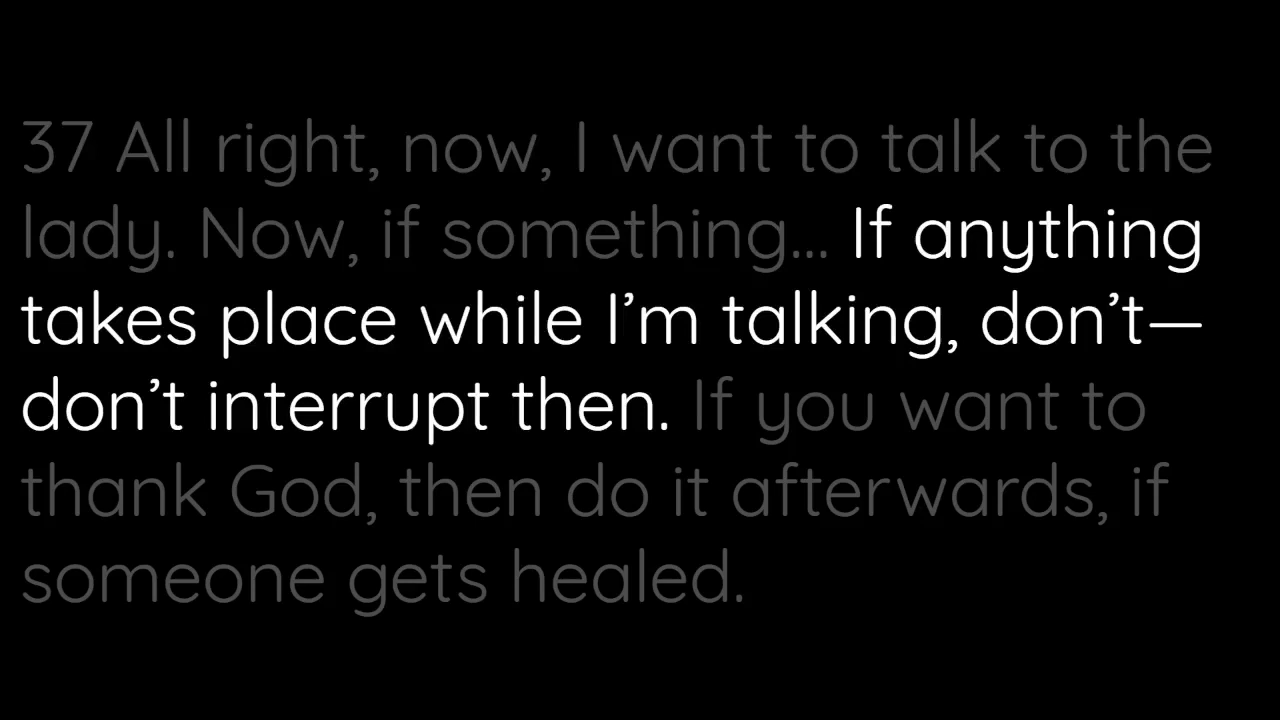 37 All right, now, I want to talk to the
lady. Now, if something... If anything
takes place while I’m talking, don’t—
don’t interrupt then. If you want to
thank God, then do it afterwards, if
someone gets healed.